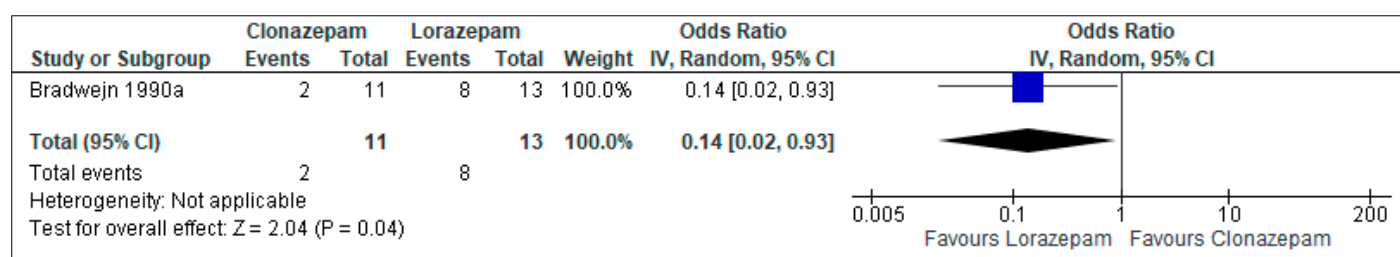 Clonazepam Lorazepam Odds Ratio Odds Ratio
Study or Subgroup Events Total Events Total Weight IV, Random, 95% CI IV, Random, 95% CI
Bradwejn 1990a 2 11 8 13 100.0% 0.14 [0.02, 0.93]
Total (95% CI) 11 13 100.0% 0.14 [0.02, 0.93]
Total events 2 8
Heterogeneity: Not applicable
Test for overall effect: Z = 2.04 (P = 0.04)
0.005 0.1 1 10 200
Favours Lorazepam Favours Clonazepam